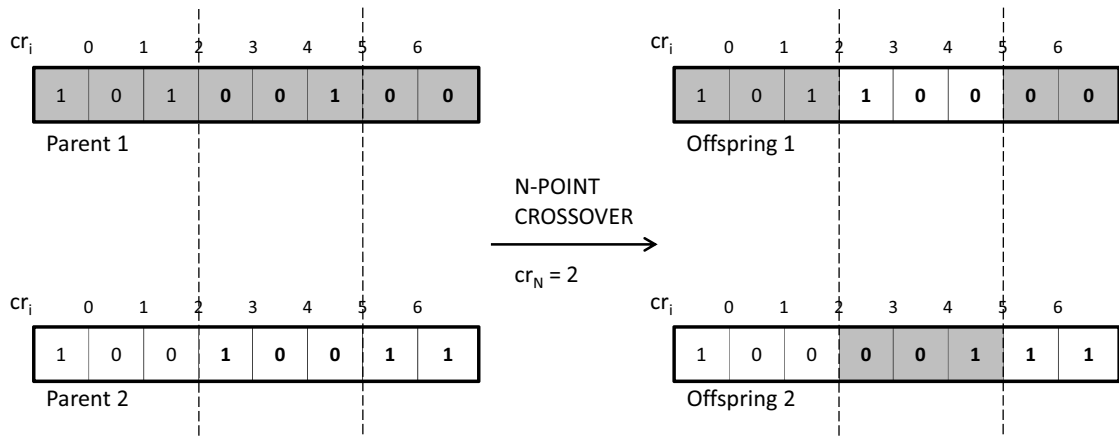 cr_i 0 1 2 3 4 5 6
1 0 1 0 0 1 0 0
Parent 1
cr_i 0 1 2 3 4 5 6
1 0 1 1 0 0 0 0
Offspring 1
N-POINT
CROSSOVER
cr_N = 2
cr_i 0 1 2 3 4 5 6
1 0 0 1 0 0 1 1
Parent 2
cr_i 0 1 2 3 4 5 6
1 0 0 0 0 1 1 1
Offspring 2